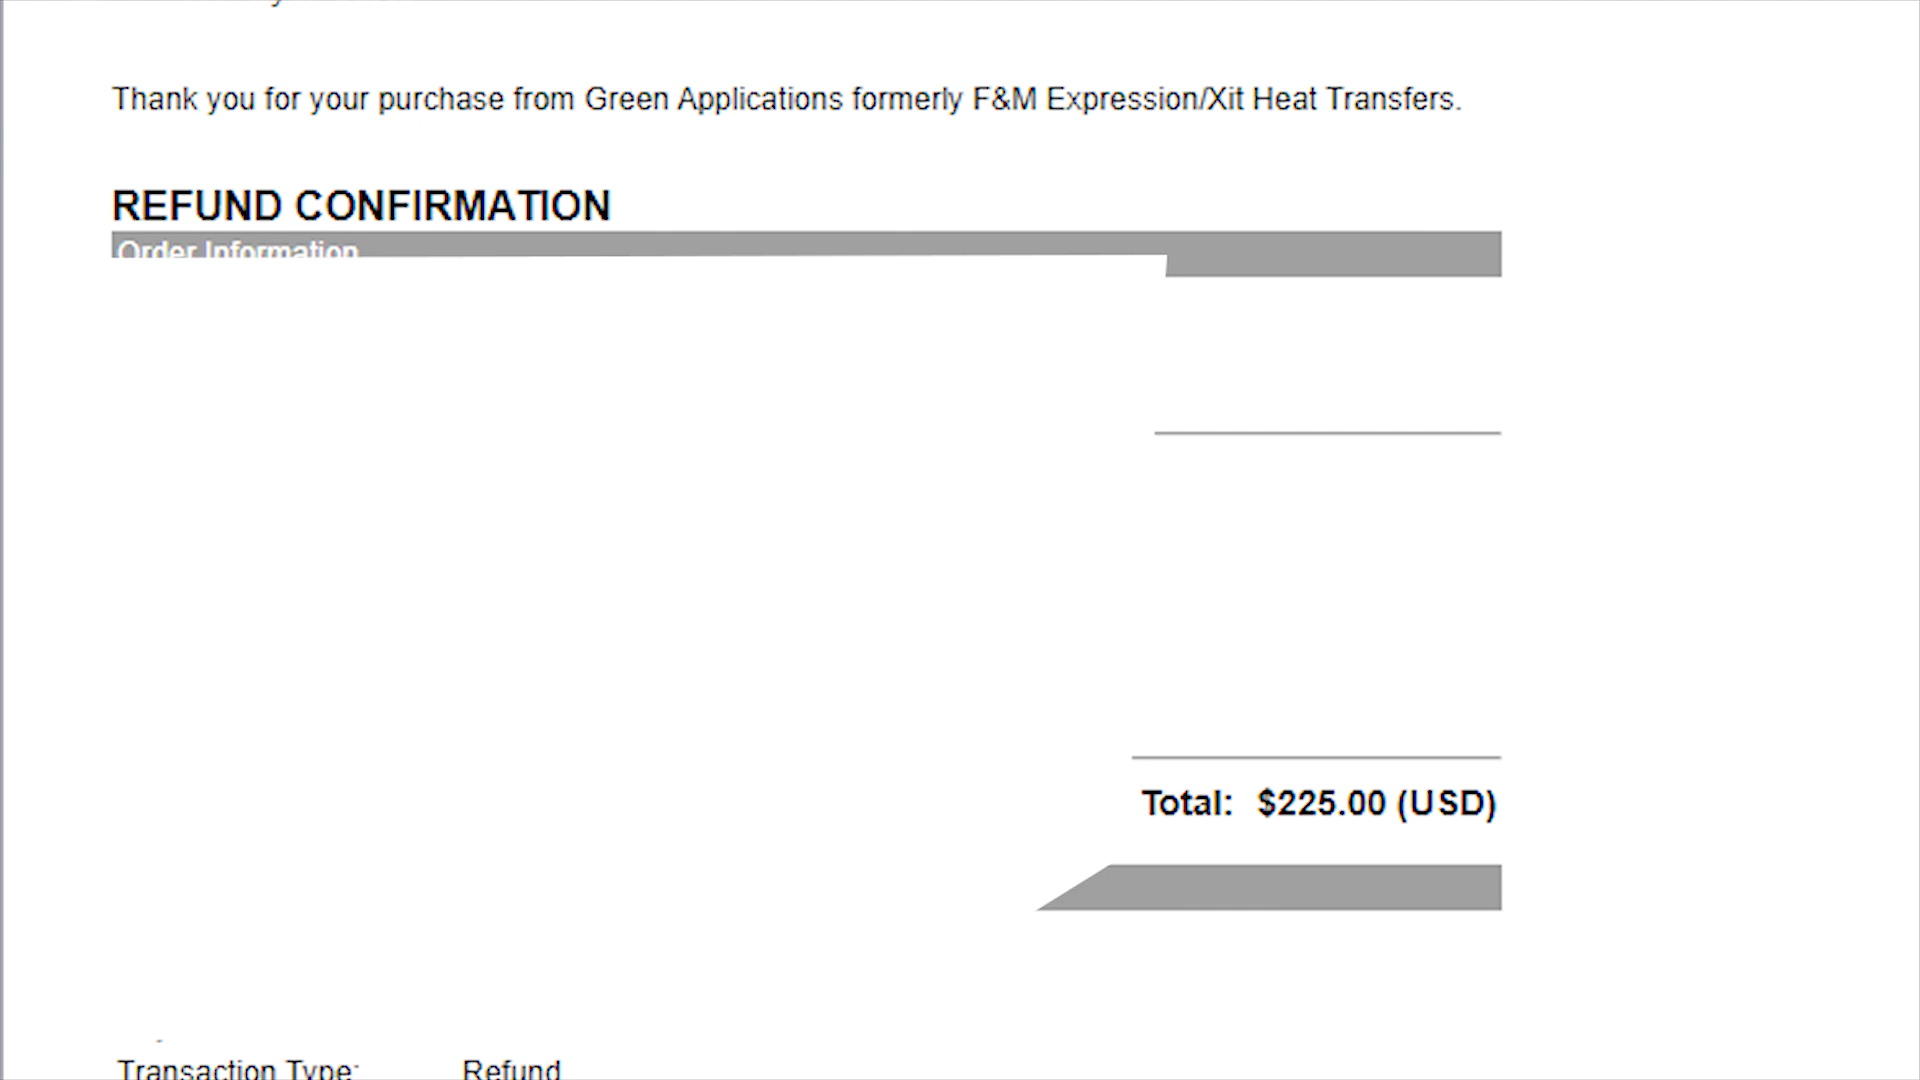 Thank you for your purchase from Green Applications formerly F&M Expression/Xit Heat Transfers.
REFUND CONFIRMATION
Order Information
Total: $225.00 (USD)
Transaction Type: Refund